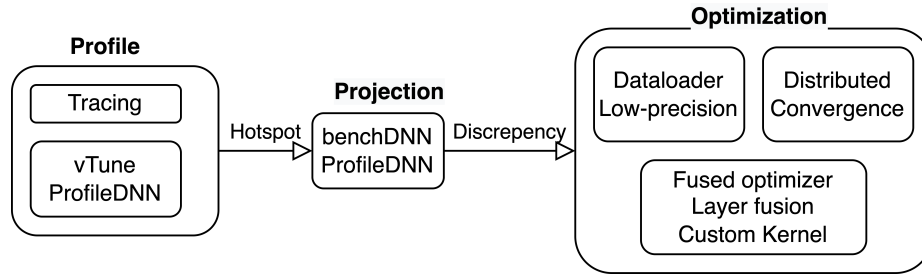 Profile
Tracing
vTune
ProfileDNN
Hotspot
Projection
benchDNN
ProfileDNN
Discrepency
Optimization
Dataloader
Low-precision
Distributed
Convergence
Fused optimizer
Layer fusion
Custom Kernel